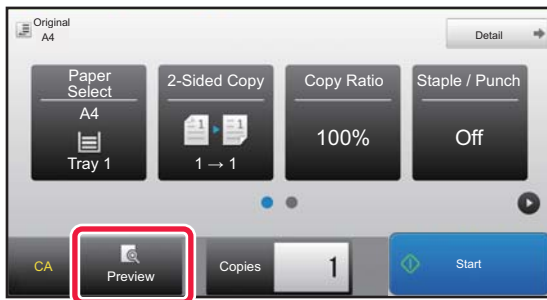 Original
A4
Detail
Paper
Select
A4
Tray 1
2-Sided Copy
1 → 1
Copy Ratio
100%
Staple / Punch
Off
CA
Preview
Copies
1
Start